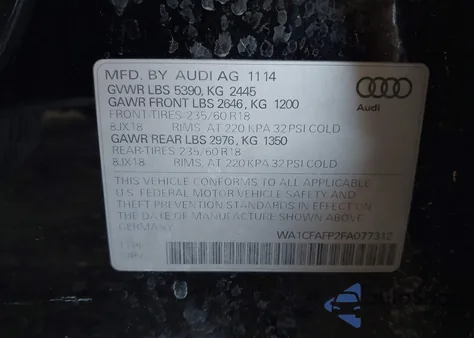 MFD. BY AUDI AG 11 14
GVWR LBS 5390, KG 2445
GAWR FRONT LBS 2646, KG 1200
FRONT-TIRES 235/60 R18
8JX18 RIMS, AT 220 KPA 32 PSI COLD
GAWR REAR LBS 2976, KG 1350
REAR-TIRES 235/60 R18
8JX18 RIMS, AT 220 KPA 32 PSI COLD
Audi
THIS VEHICLE CONFORMS TO ALL APPLICABLE
U.S. FEDERAL MOTOR VEHICLE SAFETY AND
THEFT PREVENTION STANDARDS IN EFFECT ON
THE DATE OF MANUFACTURE SHOWN ABOVE.
WA1CFAFP2FA077312
GERMANY